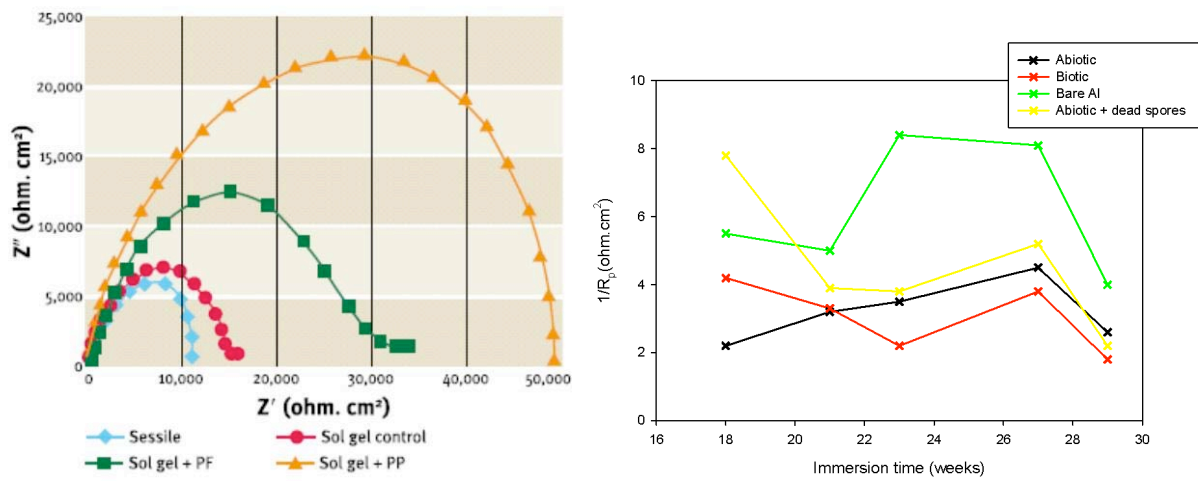 25,000
20,000
15,000
10,000
5,000
0
Z″ (ohm. cm²)
0 10,000 20,000 30,000 40,000 50,000
Z′ (ohm. cm²)
Sessile Sol gel control
Sol gel + PF Sol gel + PP
Abiotic
Biotic
Bare Al
Abiotic + dead spores
10
8
6
4
2
0
1/Rp(ohm.cm²)
16 18 20 22 24 26 28 30
Immersion time (weeks)